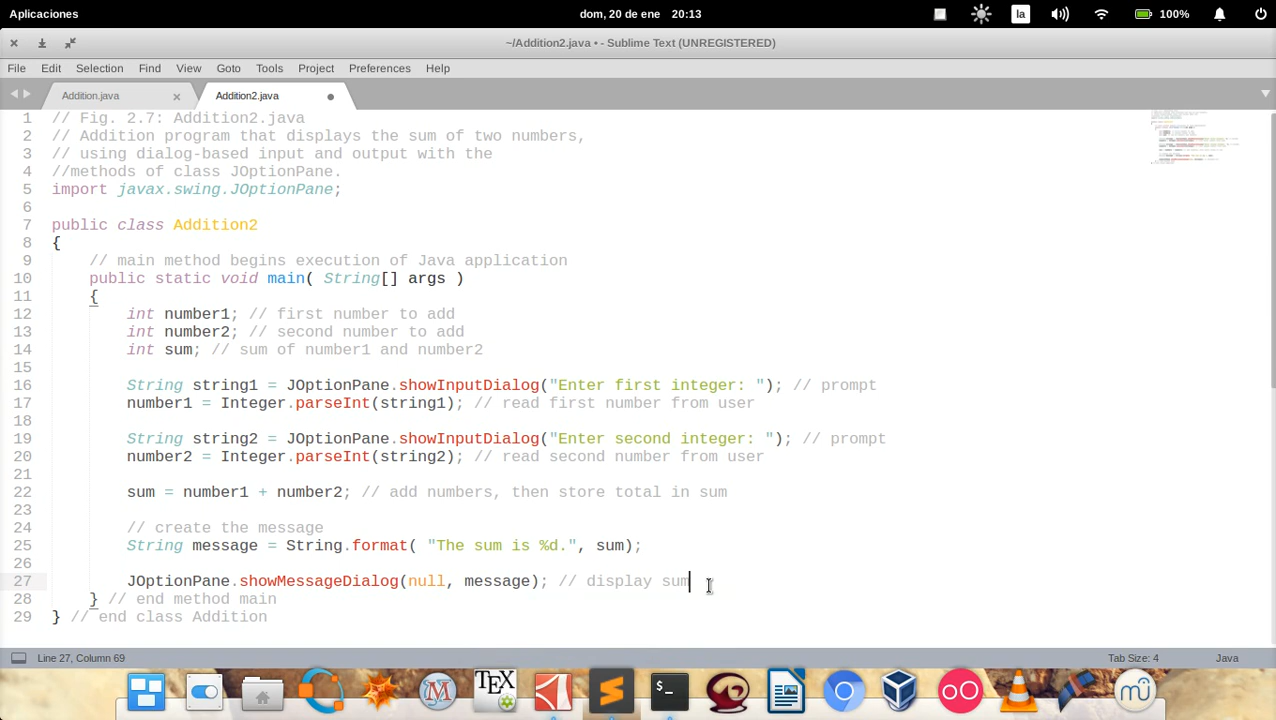 Aplicaciones dom, 20 de ene 20:13 la 100%
~/Addition2.java • - Sublime Text (UNREGISTERED)
File Edit Selection Find View Goto Tools Project Preferences Help
Addition.java Addition2.java
1 // Fig. 2.7: Addition2.java
2 // Addition program that displays the sum of two numbers,
3 // using dialog-based input and output with the
4 //methods of class JOptionPane.
5 import javax.swing.JOptionPane;
6
7 public class Addition2
8 {
9 // main method begins execution of Java application
10 public static void main( String[] args )
11 {
12 int number1; // first number to add
13 int number2; // second number to add
14 int sum; // sum of number1 and number2
15
16 String string1 = JOptionPane.showInputDialog("Enter first integer: "); // prompt
17 number1 = Integer.parseInt(string1); // read first number from user
18
19 String string2 = JOptionPane.showInputDialog("Enter second integer: "); // prompt
20 number2 = Integer.parseInt(string2); // read second number from user
21
22 sum = number1 + number2; // add numbers, then store total in sum
23
24 // create the message
25 String message = String.format( "The sum is %d.", sum);
26
27 JOptionPane.showMessageDialog(null, message); // display sum
28 } // end method main
29 } // end class Addition
Line 27, Column 69 Tab Size: 4 Java
TEX